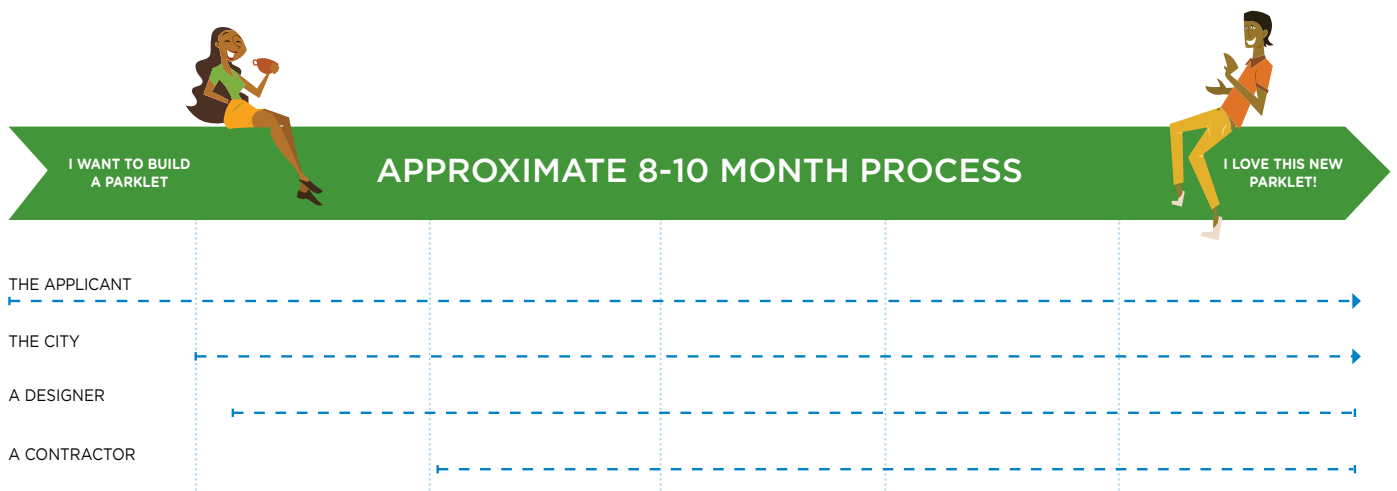 I WANT TO BUILD
A PARKLET
APPROXIMATE 8-10 MONTH PROCESS
I LOVE THIS NEW
PARKLET!
THE APPLICANT
THE CITY
A DESIGNER
A CONTRACTOR